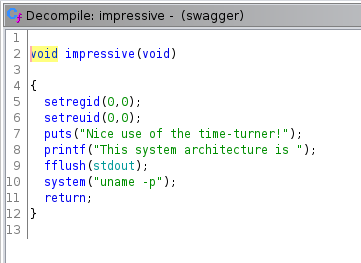 Decompile: impressive -  (swagger)
1
2 void impressive(void)
3
4 {
5   setregid(0,0);
6   setreuid(0,0);
7   puts("Nice use of the time-turner!");
8   printf("This system architecture is ");
9   fflush(stdout);
10   system("uname -p");
11   return;
12 }
13